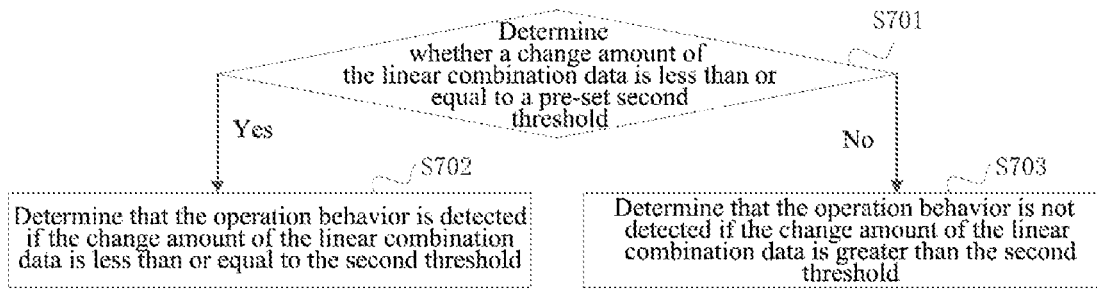 Determine
S701
whether a change amount of
the linear combination data is less than or
equal to a pre-set second
threshold
Yes
No
S702
S703
Determine that the operation behavior is detected
if the change amount of the linear combination
data is less than or equal to the second threshold
Determine that the operation behavior is not
detected if the change amount of the linear
combination data is greater than the second
threshold